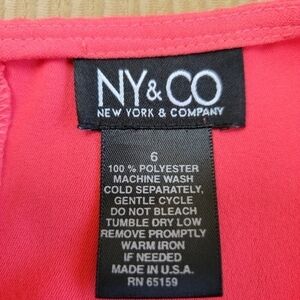 NY&CO
NEW YORK & COMPANY
6
100 % POLYESTER
MACHINE WASH
COLD SEPARATELY,
GENTLE CYCLE
DO NOT BLEACH
TUMBLE DRY LOW
REMOVE PROMPTLY
WARM IRON
IF NEEDED
MADE IN U.S.A.
RN 65159